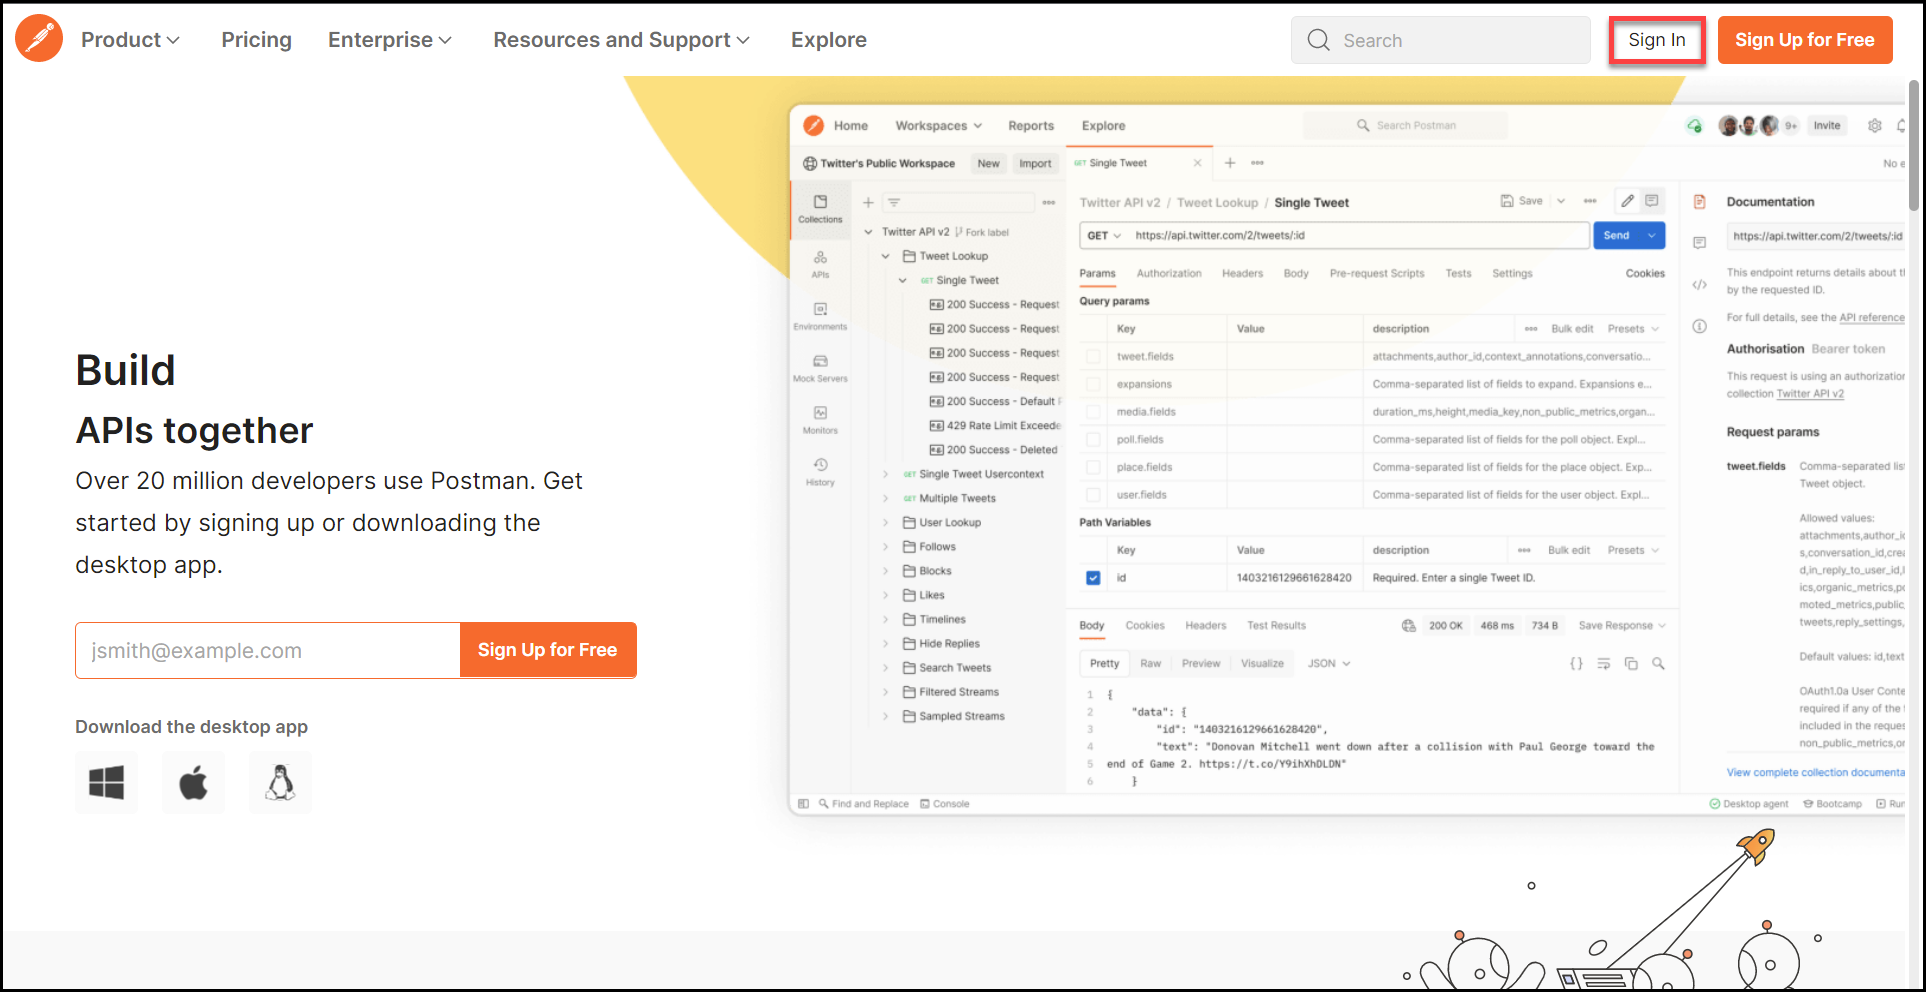 Product
Pricing
Enterprise
Resources and Support
Explore
Search
Sign In
Sign Up for Free
Build
APIs together
Over 20 million developers use Postman. Get
started by signing up or downloading the
desktop app.
jsmith@example.com
Sign Up for Free
Download the desktop app
Home
Workspaces
Reports
Explore
Search Postman
9+
Invite
Twitter's Public Workspace
New
Import
GET Single Tweet
No e
Collections
APIs
Environments
Mock Servers
Monitors
History
Twitter API v2
Fork label
Tweet Lookup
GET Single Tweet
200 Success - Request
200 Success - Request
200 Success - Request
200 Success - Request
200 Success - Default
429 Rate Limit Exceede
200 Success - Deleted
GET Single Tweet Usercontext
GET Multiple Tweets
User Lookup
Follows
Blocks
Likes
Timelines
Hide Replies
Search Tweets
Filtered Streams
Sampled Streams
Twitter API v2 / Tweet Lookup / Single Tweet
Save
GET https://api.twitter.com/2/tweets/:id
Send
Params Authorization Headers Body Pre-request Scripts Tests Settings Cookies
Query params
Key Value description Bulk edit Presets
tweet.fields attachments,author_id,context_annotations,conversatio...
expansions Comma-separated list of fields to expand. Expansions e...
media.fields duration_ms,height,media_key,non_public_metrics,organ...
poll.fields Comma-separated list of fields for the poll object. Expl...
place.fields Comma-separated list of fields for the place object. Exp...
user.fields Comma-separated list of fields for the user object. Expl...
Path Variables
Key Value description Bulk edit Presets
id 1403216129661628420 Required. Enter a single Tweet ID.
Body Cookies Headers Test Results 200 OK 468 ms 734 B Save Response
Pretty Raw Preview Visualize JSON
1 {
2 "data": {
3 "id": "1403216129661628420",
4 "text": "Donovan Mitchell went down after a collision with Paul George toward the
5 end of Game 2. https://t.co/Y9ihXhDLDN"
6 }
Documentation
https://api.twitter.com/2/tweets/:id
This endpoint returns details about th
by the requested ID.
For full details, see the API reference
Authorisation Bearer token
This request is using an authorization
collection Twitter API v2
Request params
tweet.fields Comma-separated lis
Tweet object.
Allowed values:
attachments,author_ic
s,conversation_id,crea
d,in_reply_to_user_id,l
ics,organic_metrics,po
moted_metrics,public_
tweets,reply_settings,
Default values: id,text
OAuth1.0a User Conte
required if any of the
included in the reques
non_public_metrics,or
View complete collection documenta
Find and Replace
Console
Desktop agent
Bootcamp
Run